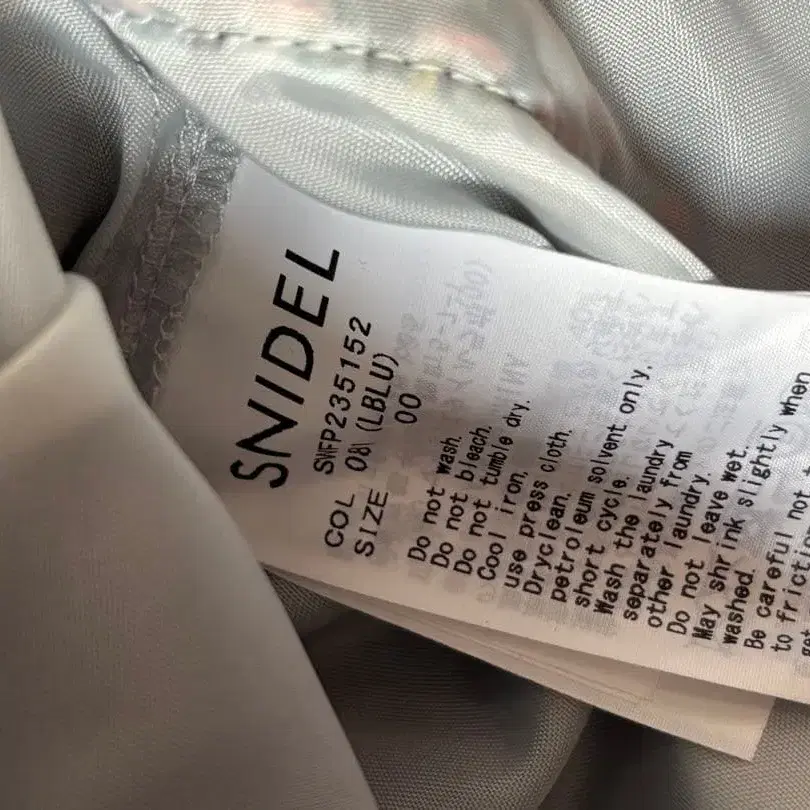 SNIDEL
SWFP235152
COL 08\(LBLU)
SIZE 00
Do not wash.
Do not bleach.
Do not tumble dry.
Cool iron.
use press cloth.
Dryclean.
petroleum solvent only.
short cycle.
Wash the laundry
separately from
other laundry.
Do not leave wet.
May shrink slightly when
washed.
Be careful not
to friction